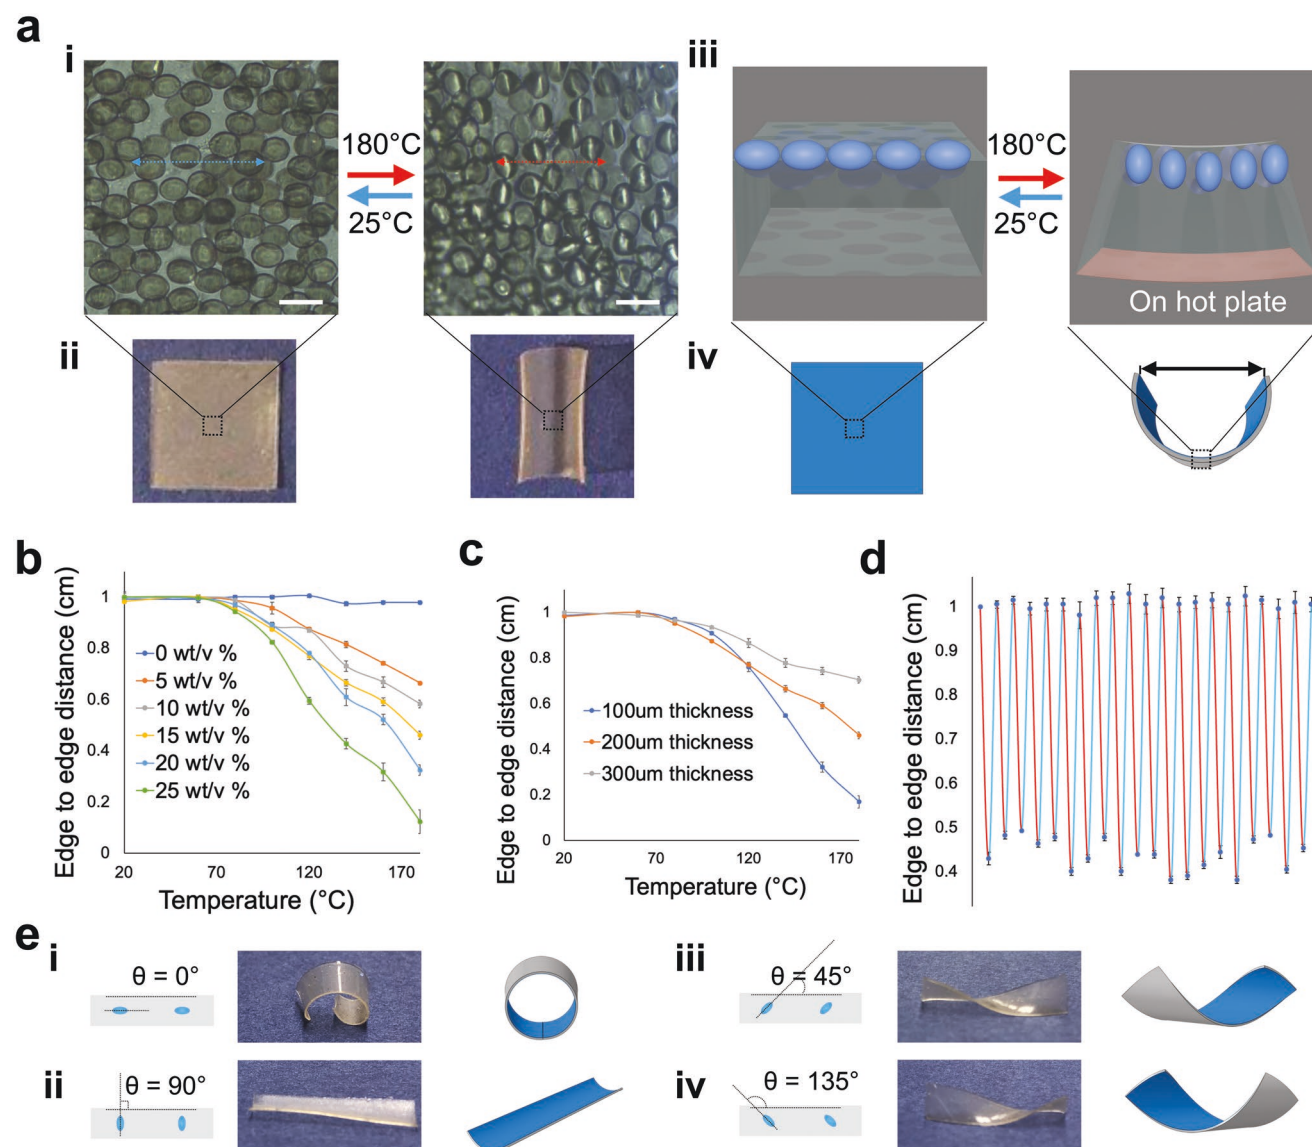 a
i
180°C
25°C
iii
180°C
25°C
On hot plate
ii
iv
b
Edge to edge distance (cm)
1
0.8
0.6
0.4
0.2
0
0 wt/v %
5 wt/v %
10 wt/v %
15 wt/v %
20 wt/v %
25 wt/v %
20 70 120 170
Temperature (°C)
c
Edge to edge distance (cm)
1
0.8
0.6
0.4
0.2
0
100um thickness
200um thickness
300um thickness
20 70 120 170
Temperature (°C)
d
Edge to edge distance (cm)
1
0.9
0.8
0.7
0.6
0.5
0.4
e
i
θ = 0°
ii
θ = 90°
iii
θ = 45°
iv
θ = 135°